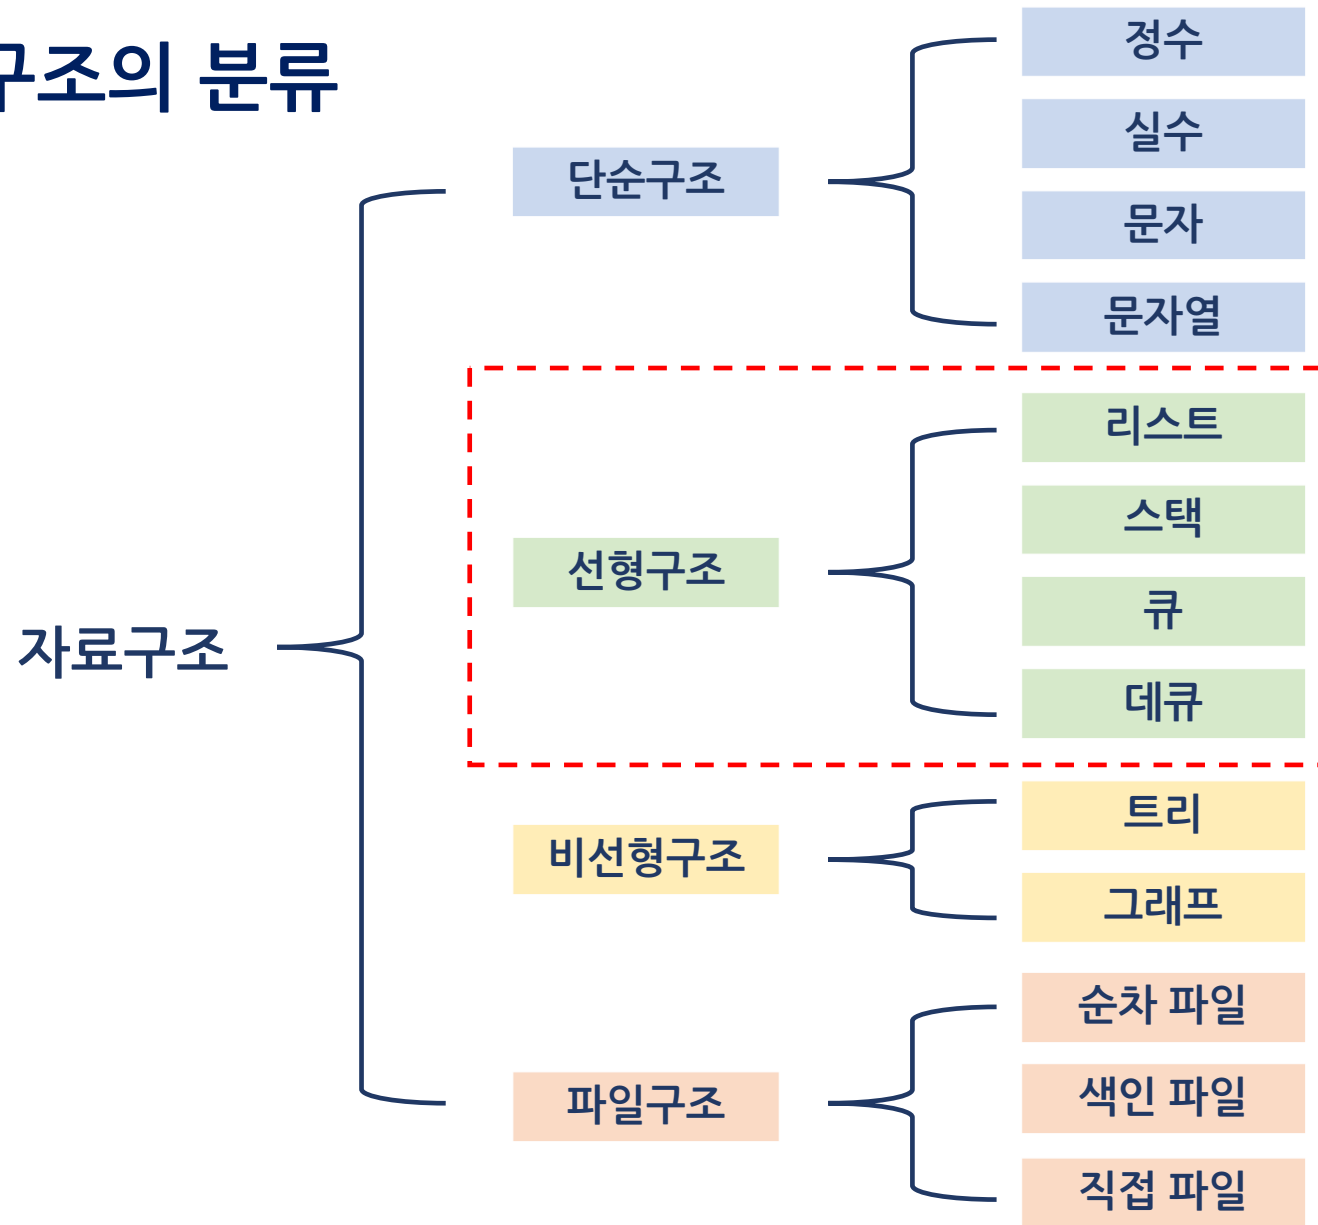 구조의 분류
자료구조
단순구조
정수
실수
문자
문자열
선형구조
리스트
스택
큐
데큐
비선형구조
트리
그래프
파일구조
순차 파일
색인 파일
직접 파일